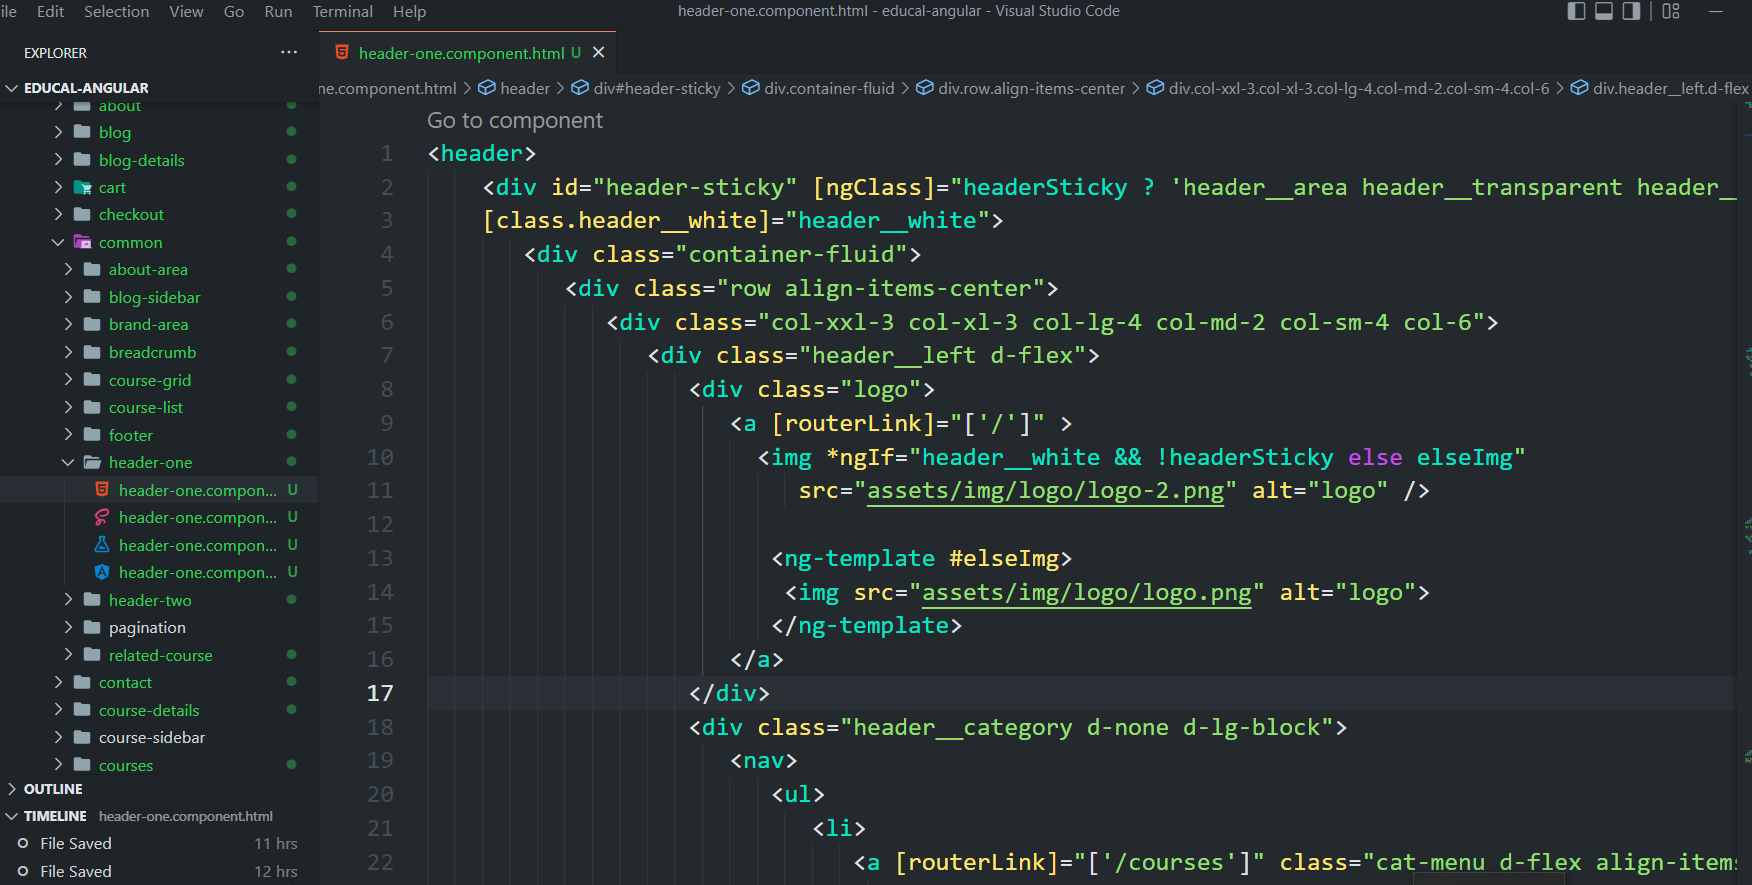 ile Edit Selection View Go Run Terminal Help
header-one.component.html - educal-angular - Visual Studio Code
EXPLORER
EDUCAL-ANGULAR
about
blog
blog-details
cart
checkout
common
about-area
blog-sidebar
brand-area
breadcrumb
course-grid
course-list
footer
header-one
header-one.compon... U
header-one.compon... U
header-one.compon... U
header-one.compon... U
header-two
pagination
related-course
contact
course-details
course-sidebar
courses
OUTLINE
TIMELINE header-one.component.html
File Saved 11 hrs
File Saved 12 hrs
header-one.component.html U
ne.component.html > header > div#header-sticky > div.container-fluid > div.row.align-items-center > div.col-xxl-3.col-xl-3.col-lg-4.col-md-2.col-sm-4.col-6 > div.header__left.d-flex
Go to component
1 <header>
2 <div id="header-sticky" [ngClass]="headerSticky ? 'header__area header__transparent header__
3 [class.header__white]="header__white">
4 <div class="container-fluid">
5 <div class="row align-items-center">
6 <div class="col-xxl-3 col-xl-3 col-lg-4 col-md-2 col-sm-4 col-6">
7 <div class="header__left d-flex">
8 <div class="logo">
9 <a [routerLink]="['/']" >
10 <img *ngIf="header__white && !headerSticky else elseImg"
11 src="assets/img/logo/logo-2.png" alt="logo" />
12
13 <ng-template #elseImg>
14 <img src="assets/img/logo/logo.png" alt="logo">
15 </ng-template>
16 </a>
17 </div>
18 <div class="header__category d-none d-lg-block">
19 <nav>
20 <ul>
21 <li>
22 <a [routerLink]="['/courses']" class="cat-menu d-flex align-items